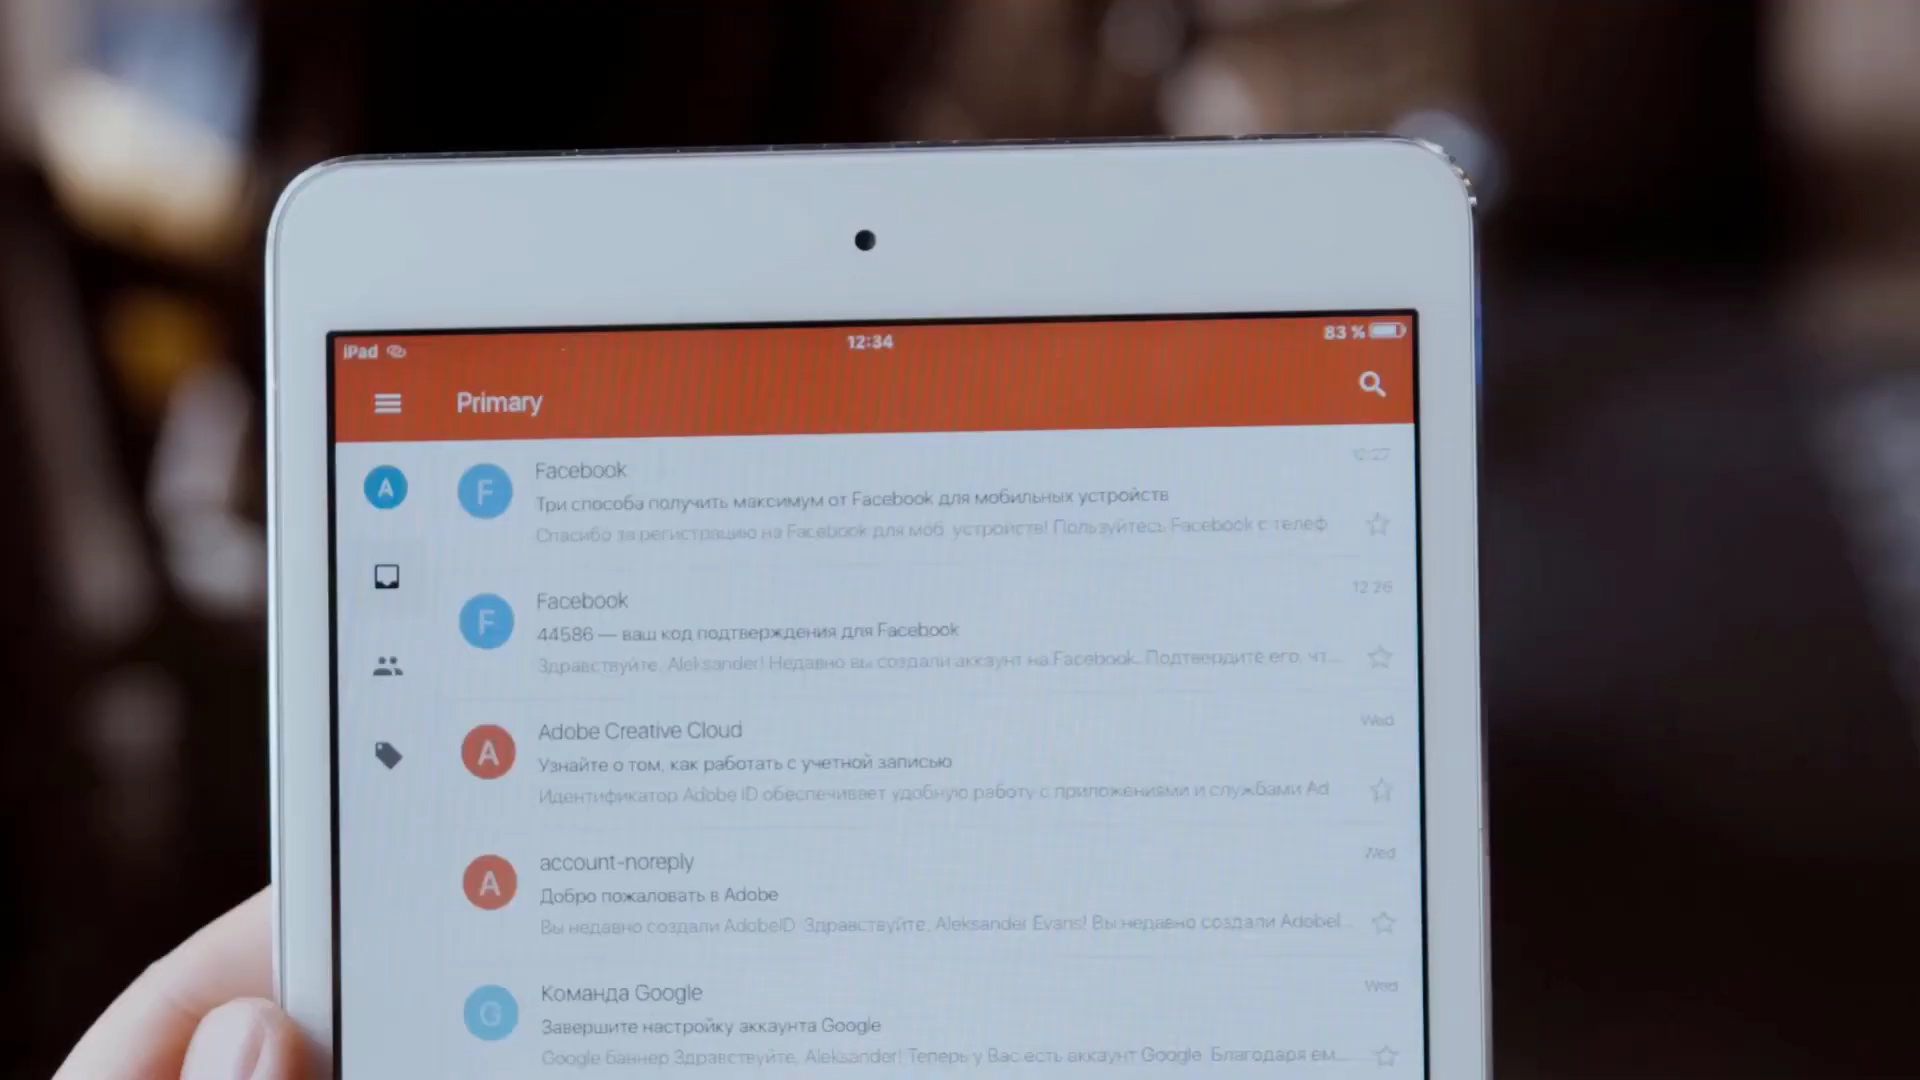 iPad
12:34
83 %
Primary
A
F
Facebook
12:27
Три способа получить максимум от Facebook для мобильных устройств
Спасибо за регистрацию на Facebook для моб. устройств! Пользуйтесь Facebook с телеф
F
Facebook
12:26
44586 — ваш код подтверждения для Facebook
Здравствуйте, Aleksander! Недавно вы создали аккаунт на Facebook. Подтвердите его, чт...
A
Adobe Creative Cloud
Wed
Узнайте о том, как работать с учетной записью
Идентификатор Adobe ID обеспечивает удобную работу с приложениями и службами Ad
A
account-noreply
Wed
Добро пожаловать в Adobe
Вы недавно создали AdobeID Здравствуйте, Aleksander Evans! Вы недавно создали AdobeI...
G
Команда Google
Wed
Завершите настройку аккаунта Google
Google баннер Здравствуйте, Aleksander! Теперь у Вас есть аккаунт Google. Благодаря ем...